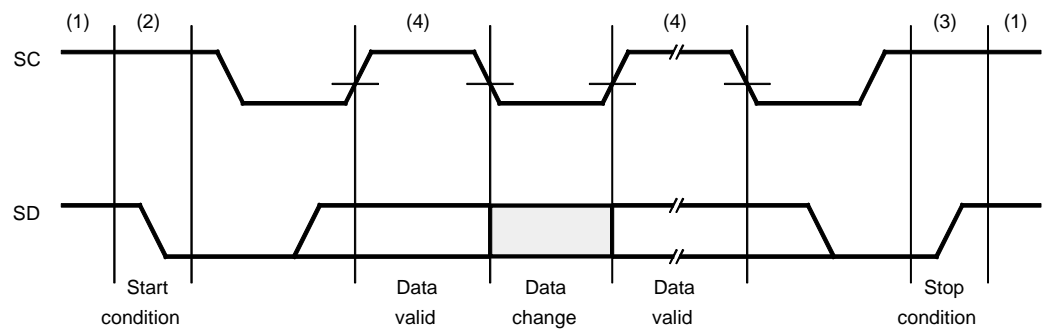 (1) (2) (4) (4) (3) (1)
SC
SD
Start condition
Data valid
Data change
Data valid
Stop condition